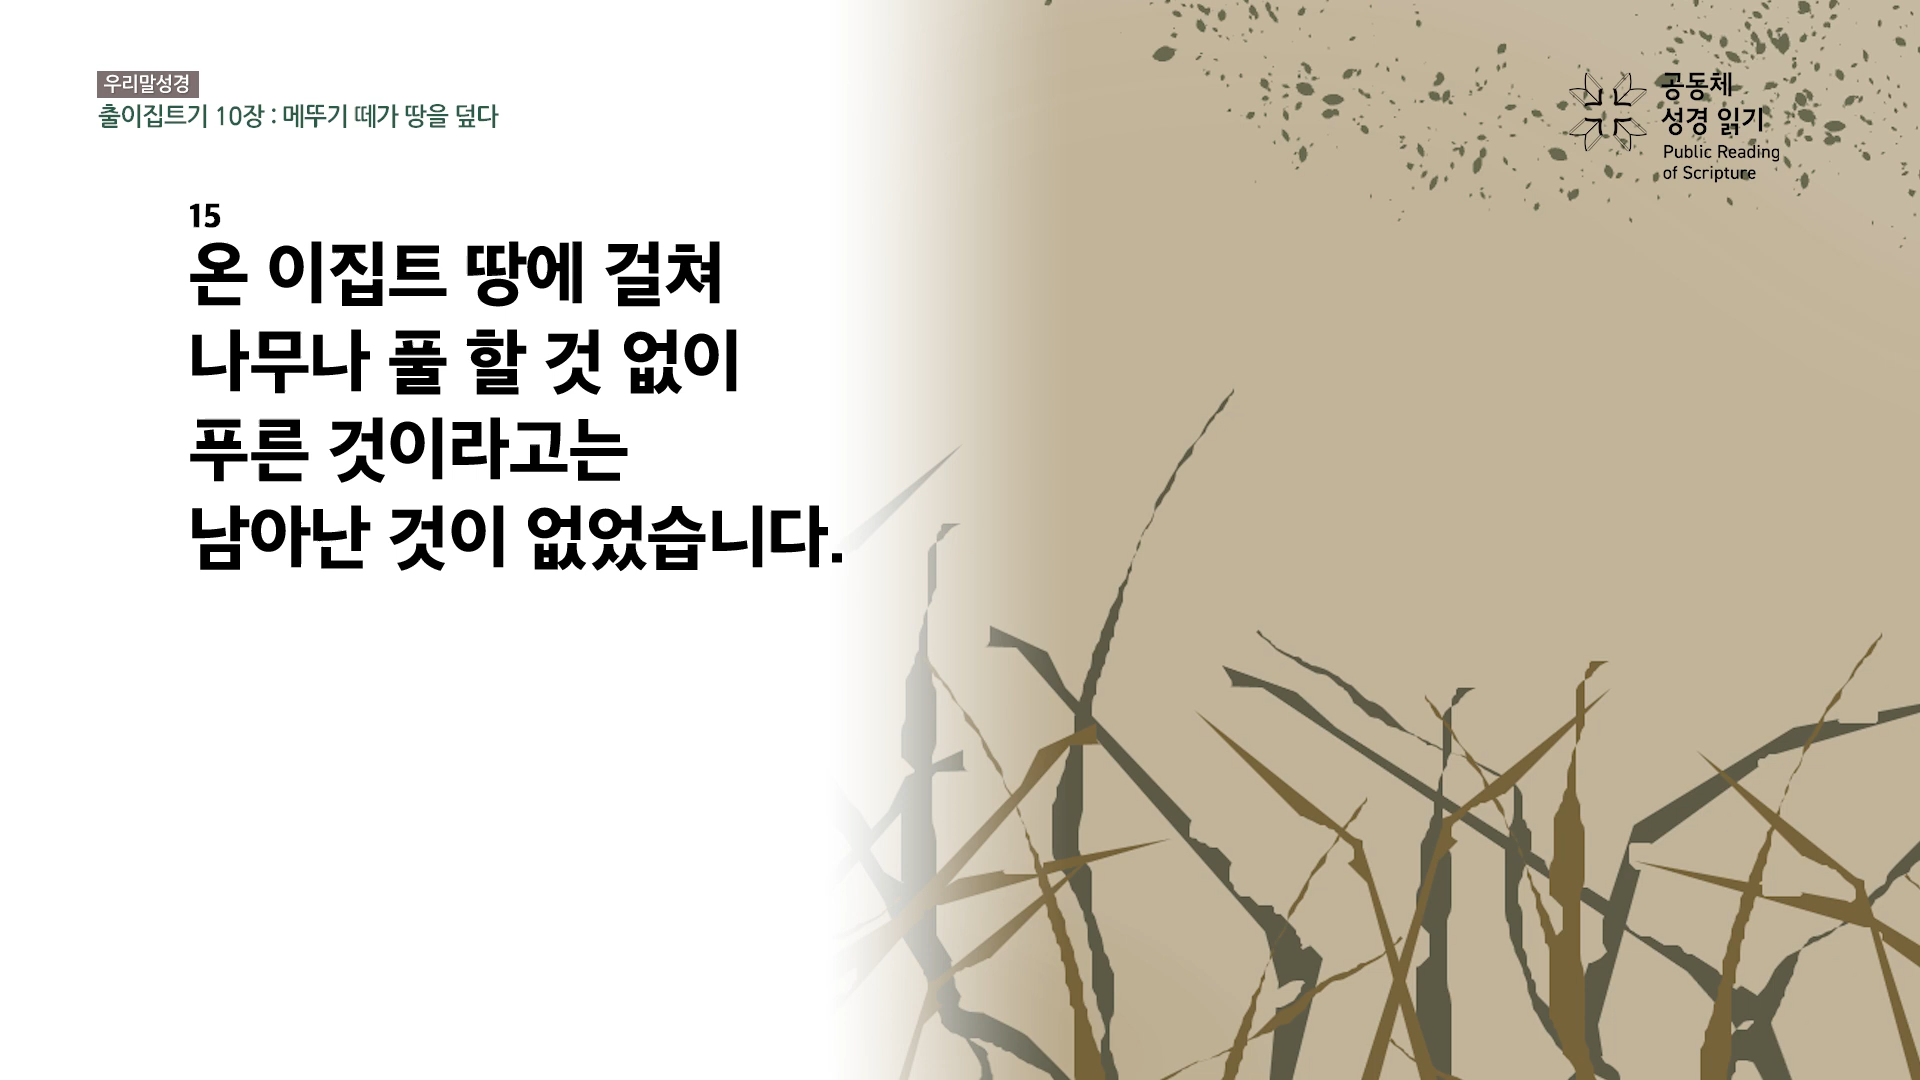 우리말성경
출이집트기 10장 : 메뚜기 떼가 땅을 덮다
공동체
성경 읽기
Public Reading
of Scripture
15
온 이집트 땅에 걸쳐
나무나 풀 할 것 없이
푸른 것이라고는
남아난 것이 없었습니다.